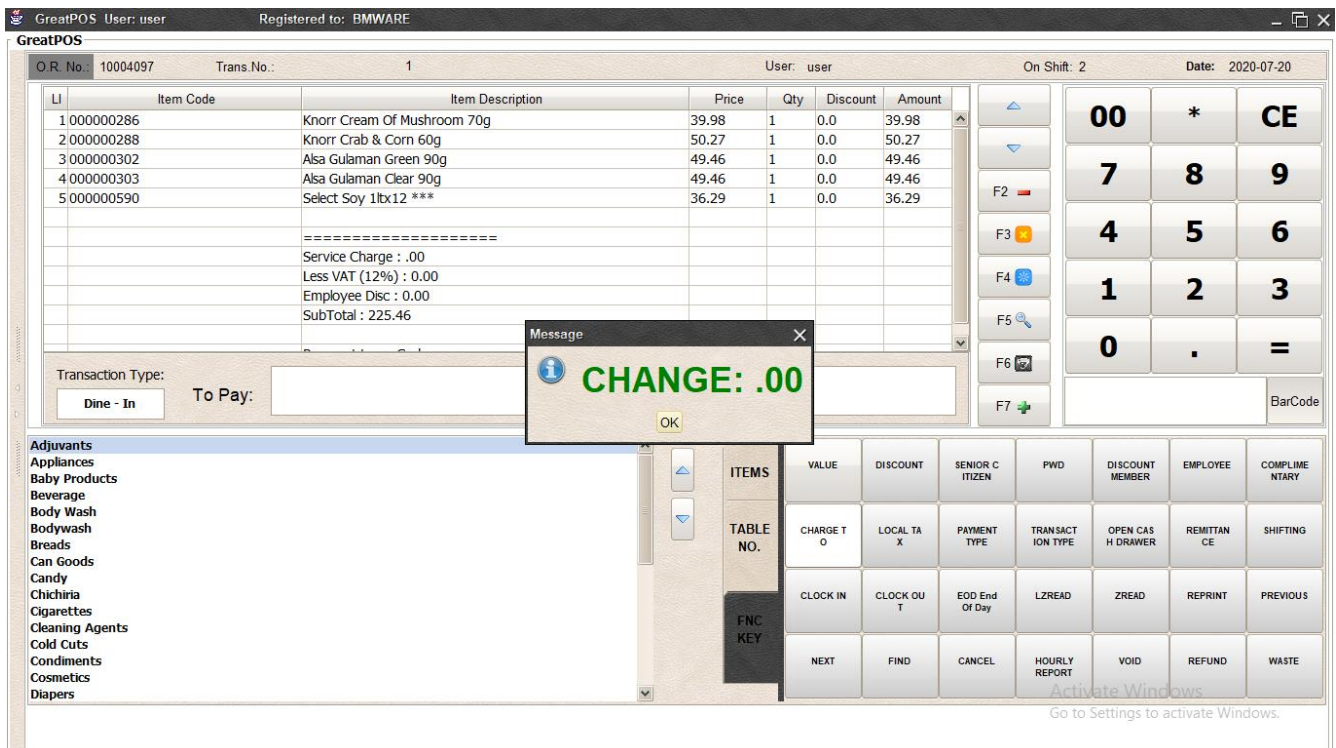 GreatPOS User: user Registered to: BMWARE
GreatPOS
O.R. No.: 10004097 Trans.No.: 1 User: user On Shift: 2 Date: 2020-07-20
LI Item Code Item Description Price Qty Discount Amount
1 000000286 Knorr Cream Of Mushroom 70g 39.98 1 0.0 39.98
2 000000288 Knorr Crab & Corn 60g 50.27 1 0.0 50.27
3 000000302 Alsa Gulaman Green 90g 49.46 1 0.0 49.46
4 000000303 Alsa Gulaman Clear 90g 49.46 1 0.0 49.46
5 000000590 Select Soy 1ltx12 *** 36.29 1 0.0 36.29
====================
Service Charge : .00
Less VAT (12%) : 0.00
Employee Disc : 0.00
SubTotal : 225.46
Transaction Type:
Dine - In
To Pay:
Message
CHANGE: .00
OK
F2
F3
F4
F5
F6
F7
00 * CE
7 8 9
4 5 6
1 2 3
0 . =
BarCode
Adjuvants
Appliances
Baby Products
Beverage
Body Wash
Bodywash
Breads
Can Goods
Candy
Chichiria
Cigarettes
Cleaning Agents
Cold Cuts
Condiments
Cosmetics
Diapers
ITEMS
TABLE
NO.
FNC
KEY
VALUE DISCOUNT SENIOR C PWD DISCOUNT EMPLOYEE COMPLIME
ITIZEN MEMBER NTARY
CHARGE T LOCAL TA PAYMENT TRANSACT OPEN CAS REMITTAN SHIFTING
O X TYPE ION TYPE H DRAWER CE
CLOCK IN CLOCK OU EOD End LZREAD ZREAD REPRINT PREVIOUS
T Of Day
NEXT FIND CANCEL HOURLY VOID REFUND WASTE
REPORT
Activate Windows
Go to Settings to activate Windows.